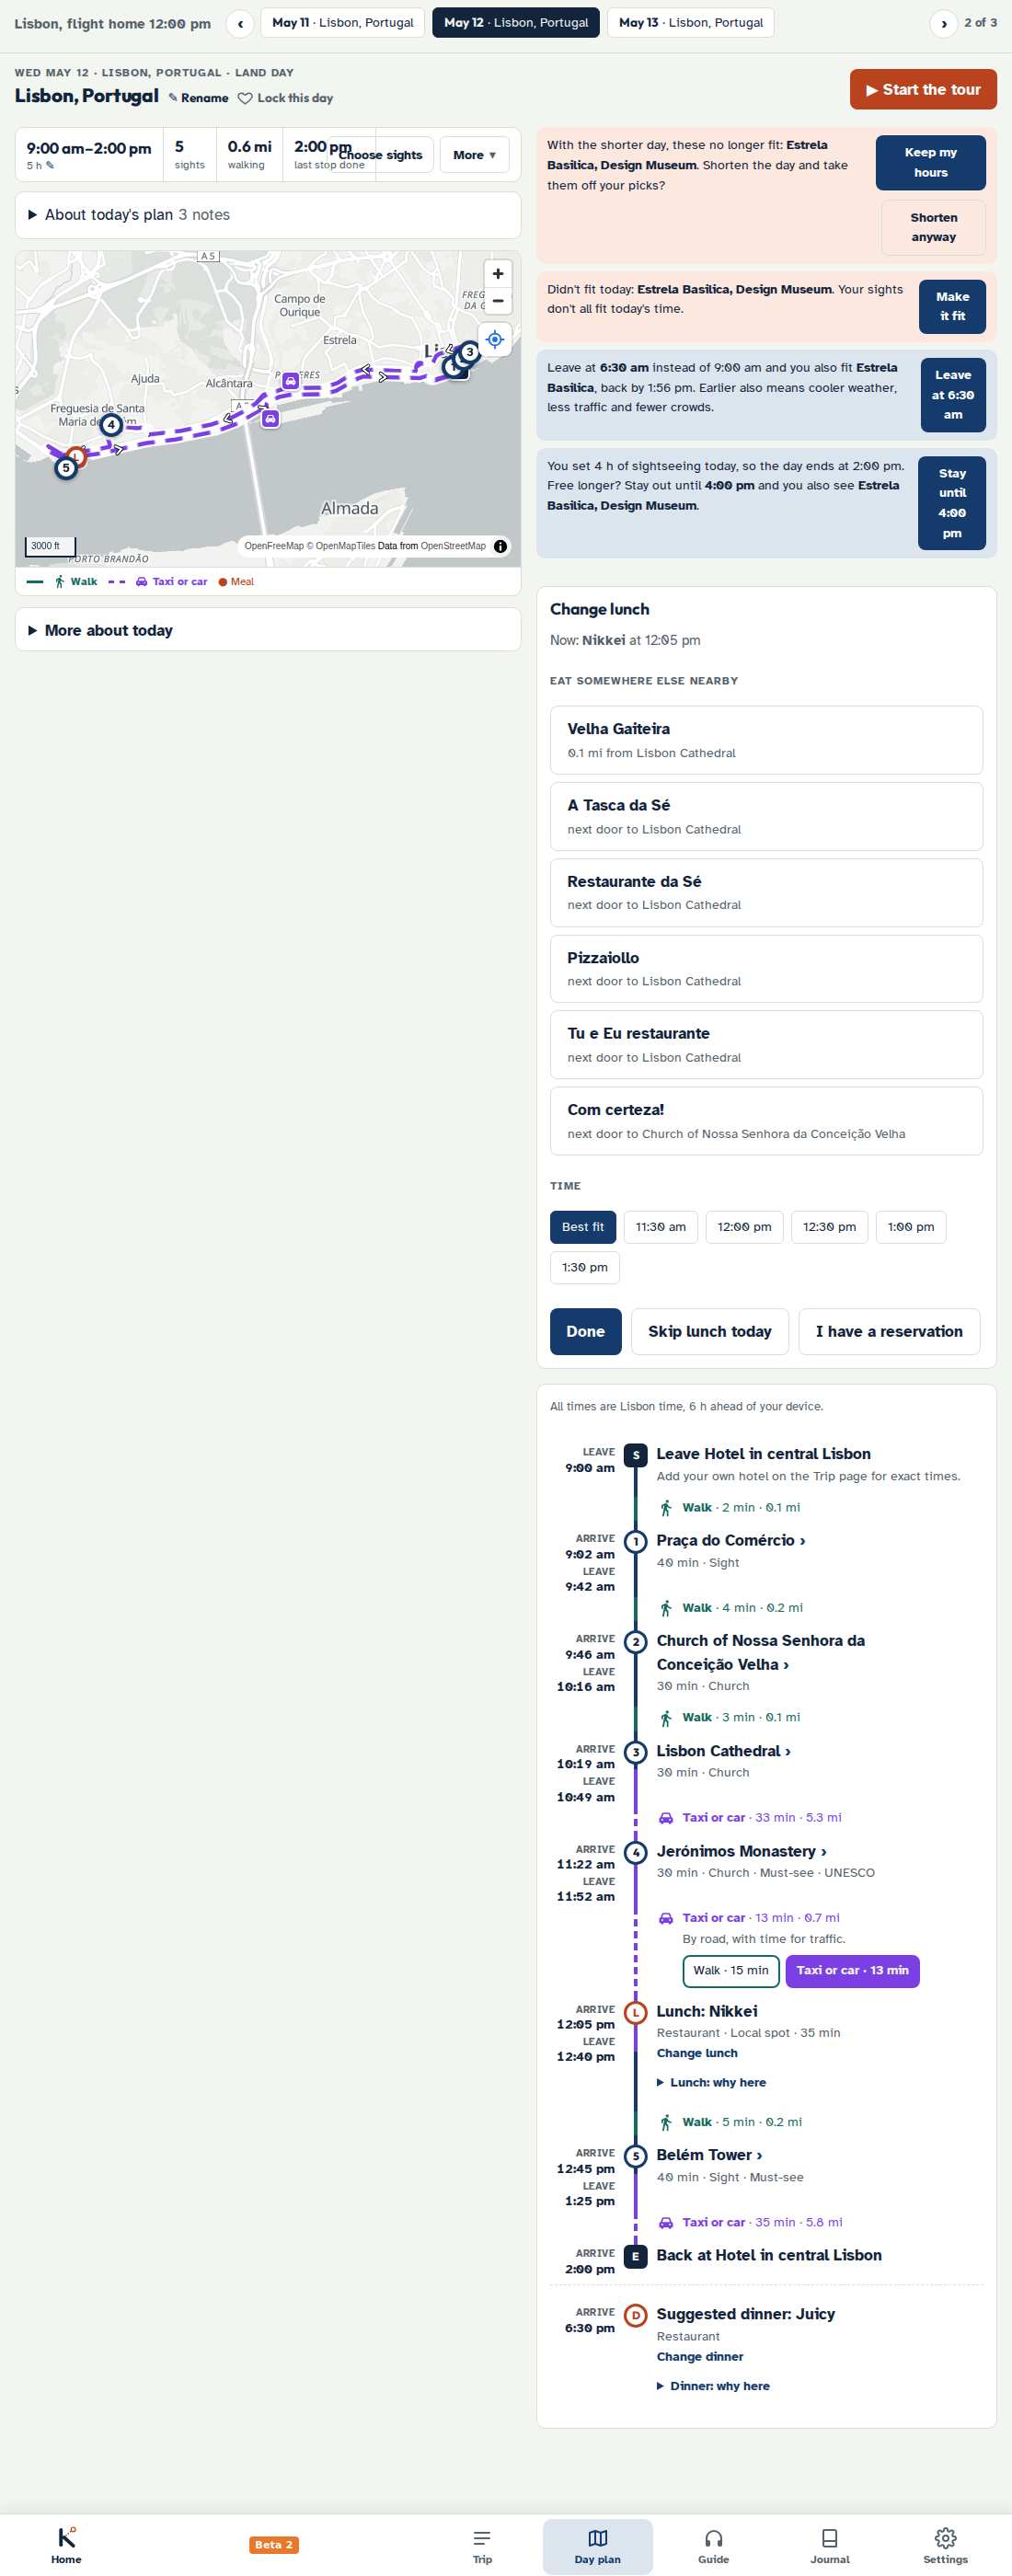 Lisbon, flight home 12:00 pm
‹
May 11 · Lisbon, Portugal
May 12 · Lisbon, Portugal
May 13 · Lisbon, Portugal
›
2 of 3
WED MAY 12 · LISBON, PORTUGAL · LAND DAY
Lisbon, Portugal ✎ Rename Lock this day
▶ Start the tour
9:00 am–2:00 pm
5 h ✎
5
sights
0.6 mi
walking
2:00 pm
last stop done
Choose sights
More ▼
▶ About today's plan 3 notes
A 5
Campo de
Ourique
Estrela
Ajuda
Alcântara
Freguesia de Santa
Almada
PORTO BRANDÃO
+
−
3
4
5
3000 ft
OpenFreeMap © OpenMapTiles Data from OpenStreetMap
Walk
Taxi or car
Meal
▶ More about today
With the shorter day, these no longer fit: Estrela
Basilica, Design Museum. Shorten the day and take
them off your picks?
Keep my
hours
Shorten
anyway
Didn't fit today: Estrela Basilica, Design Museum. Your sights
don't all fit today's time.
Make
it fit
Leave at 6:30 am instead of 9:00 am and you also fit Estrela
Basilica, back by 1:56 pm. Earlier also means cooler weather,
less traffic and fewer crowds.
Leave
at 6:30
am
You set 4 h of sightseeing today, so the day ends at 2:00 pm.
Free longer? Stay out until 4:00 pm and you also see Estrela
Basilica, Design Museum.
Stay
until
4:00
pm
Change lunch
Now: Nikkei at 12:05 pm
EAT SOMEWHERE ELSE NEARBY
Velha Gaiteira
0.1 mi from Lisbon Cathedral
A Tasca da Sé
next door to Lisbon Cathedral
Restaurante da Sé
next door to Lisbon Cathedral
Pizzaiollo
next door to Lisbon Cathedral
Tu e Eu restaurante
next door to Lisbon Cathedral
Com certeza!
next door to Church of Nossa Senhora da Conceição Velha
TIME
Best fit
11:30 am
12:00 pm
12:30 pm
1:00 pm
1:30 pm
Done
Skip lunch today
I have a reservation
All times are Lisbon time, 6 h ahead of your device.
LEAVE
9:00 am
S
Leave Hotel in central Lisbon
Add your own hotel on the Trip page for exact times.
Walk · 2 min · 0.1 mi
ARRIVE
9:02 am
LEAVE
9:42 am
1
Praça do Comércio ›
40 min · Sight
Walk · 4 min · 0.2 mi
ARRIVE
9:46 am
LEAVE
10:16 am
2
Church of Nossa Senhora da
Conceição Velha ›
30 min · Church
Walk · 3 min · 0.1 mi
ARRIVE
10:19 am
LEAVE
10:49 am
3
Lisbon Cathedral ›
30 min · Church
Taxi or car · 33 min · 5.3 mi
ARRIVE
11:22 am
LEAVE
11:52 am
4
Jerónimos Monastery ›
30 min · Church · Must-see · UNESCO
Taxi or car · 13 min · 0.7 mi
By road, with time for traffic.
Walk · 15 min
Taxi or car · 13 min
ARRIVE
12:05 pm
LEAVE
12:40 pm
L
Lunch: Nikkei
Restaurant · Local spot · 35 min
Change lunch
▶ Lunch: why here
Walk · 5 min · 0.2 mi
ARRIVE
12:45 pm
LEAVE
1:25 pm
5
Belém Tower ›
40 min · Sight · Must-see
Taxi or car · 35 min · 5.8 mi
ARRIVE
2:00 pm
E
Back at Hotel in central Lisbon
ARRIVE
6:30 pm
D
Suggested dinner: Juicy
Restaurant
Change dinner
▶ Dinner: why here
Home
Beta 2
Trip
Day plan
Guide
Journal
Settings